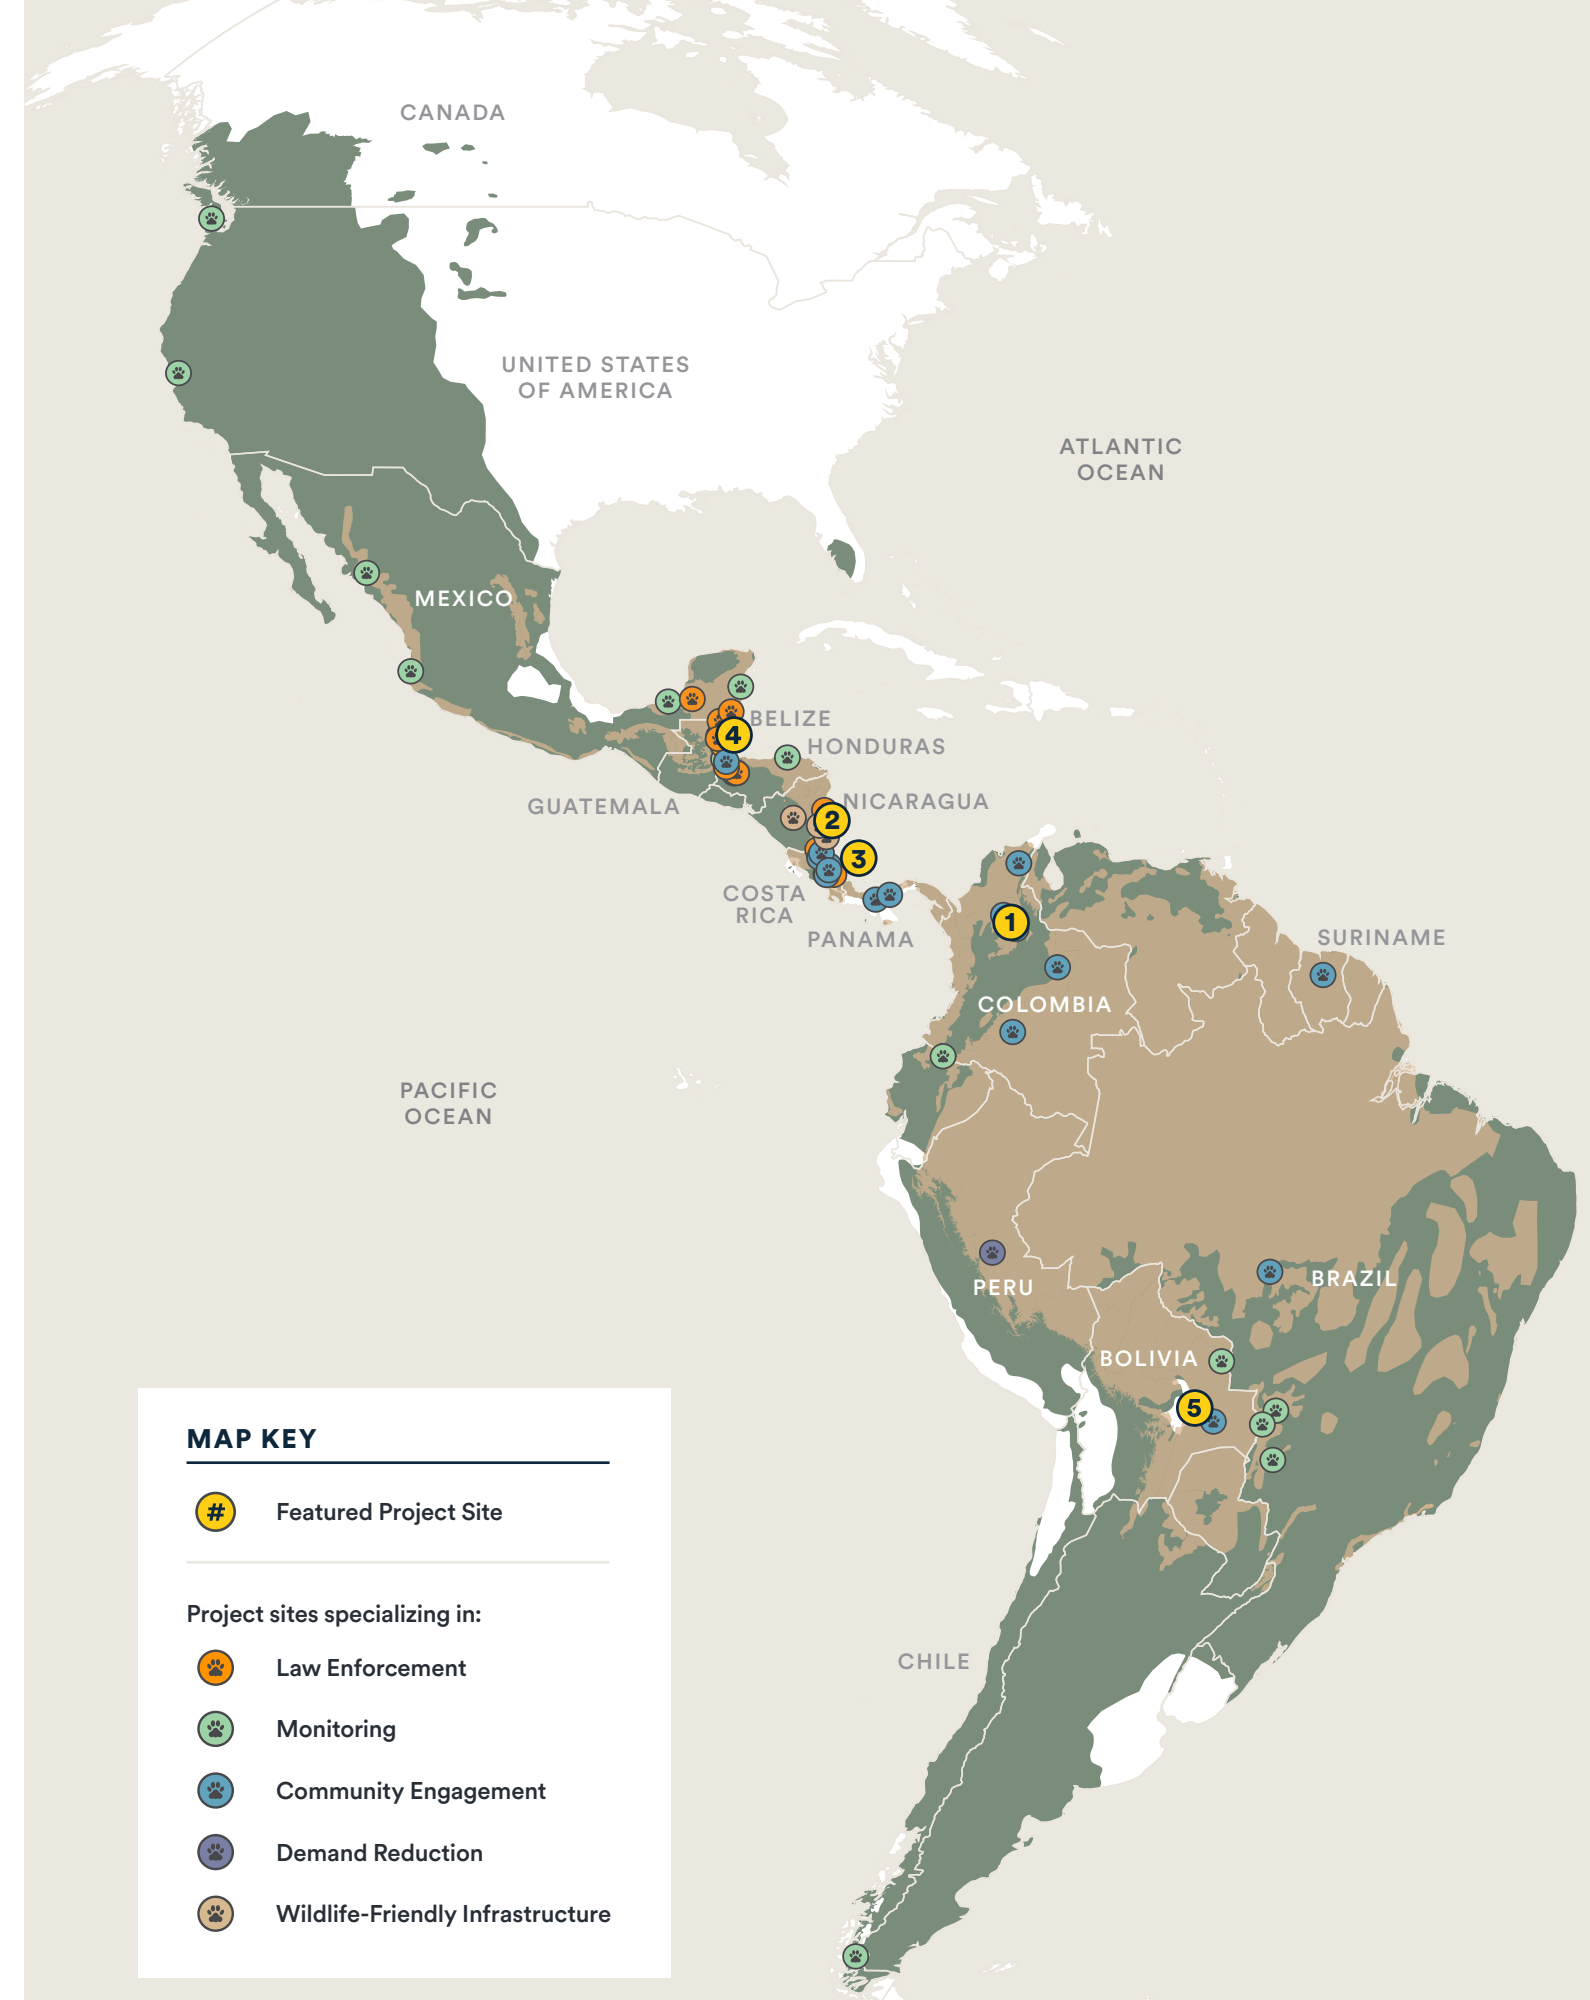 CANADA
UNITED STATES
OF AMERICA
ATLANTIC
OCEAN
MEXICO
BELIZE
4
HONDURAS
GUATEMALA
NICARAGUA
2
3
COSTA
RICA
PANAMA
1
SURINAME
COLOMBIA
PACIFIC
OCEAN
PERU
BRAZIL
BOLIVIA
5
CHILE
MAP KEY
# Featured Project Site
Project sites specializing in:
Law Enforcement
Monitoring
Community Engagement
Demand Reduction
Wildlife-Friendly Infrastructure